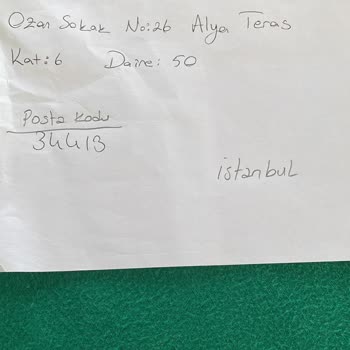 Ozan Sokak No:26 Alya Teras
Kat:6 Daire: 50
Posta Kodu
34413
istanbul